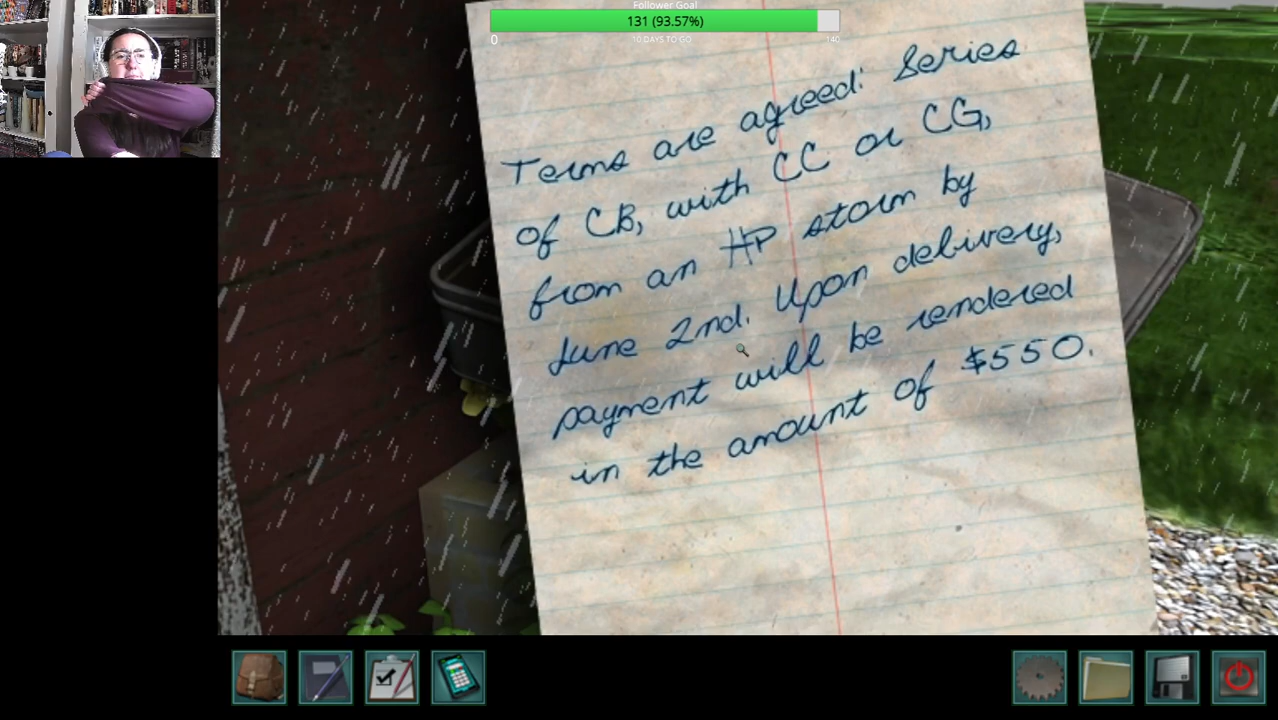 Follower Goal
131 (93.57%)
0 10 DAYS TO GO 140
Terms are agreed: Series
of CB, with CC or CG,
from an HP storm by
June 2nd. Upon delivery,
payment will be rendered
in the amount of $550.